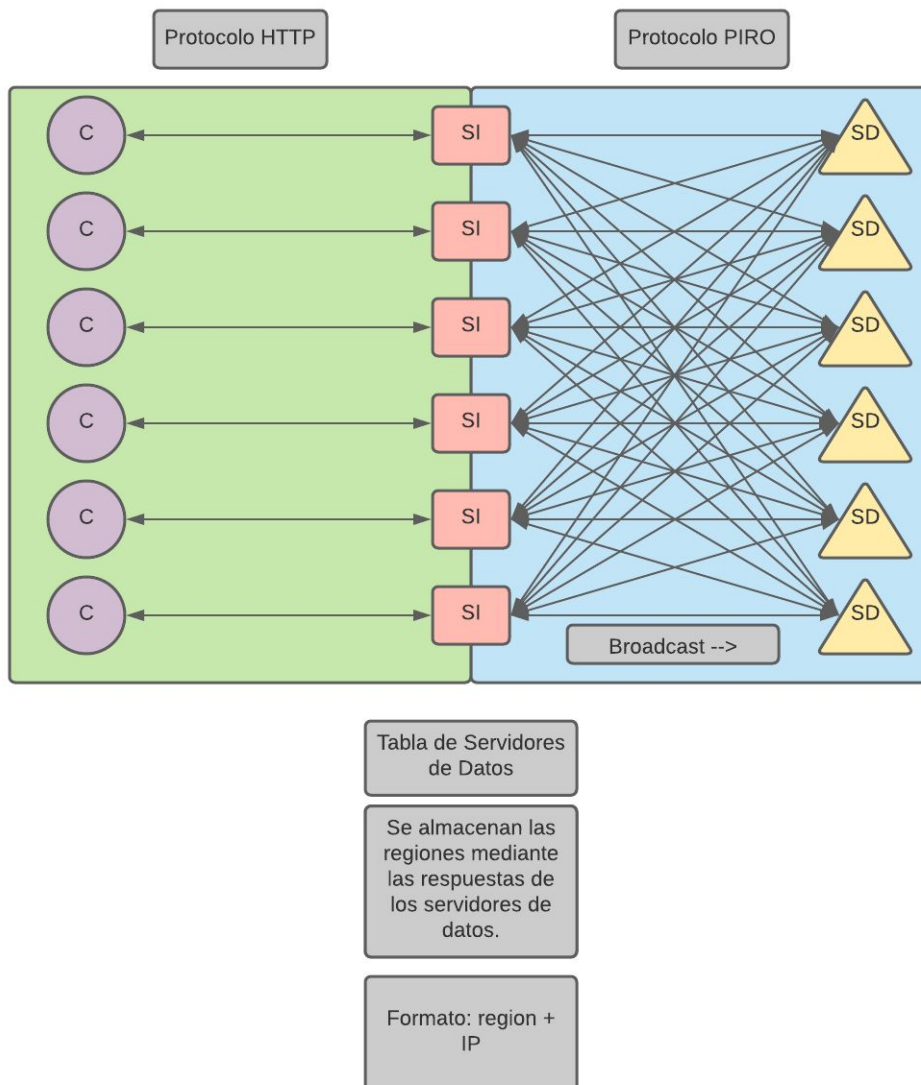 Protocolo HTTP
Protocolo PIRO
C
SI
SD
C
SI
SD
C
SI
SD
C
SI
SD
C
SI
SD
C
SI
SD
Broadcast -->
Tabla de Servidores
de Datos
Se almacenan las
regiones mediante
las respuestas de
los servidores de
datos.
Formato: region +
IP